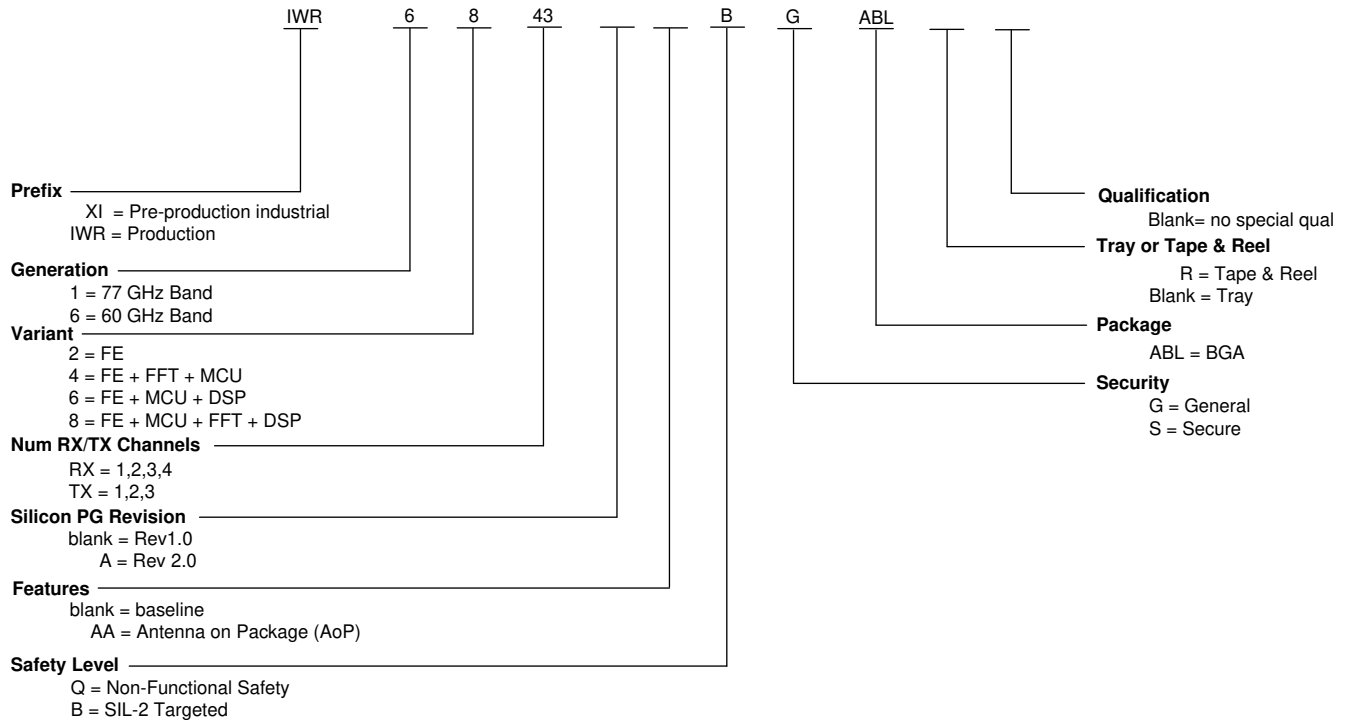 IWR 6 8 43 B G ABL
Prefix
XI = Pre-production industrial
IWR = Production
Generation
1 = 77 GHz Band
6 = 60 GHz Band
Variant
2 = FE
4 = FE + FFT + MCU
6 = FE + MCU + DSP
8 = FE + MCU + FFT + DSP
Num RX/TX Channels
RX = 1,2,3,4
TX = 1,2,3
Silicon PG Revision
blank = Rev1.0
A = Rev 2.0
Features
blank = baseline
AA = Antenna on Package (AoP)
Safety Level
Q = Non-Functional Safety
B = SIL-2 Targeted
Qualification
Blank= no special qual
Tray or Tape & Reel
R = Tape & Reel
Blank = Tray
Package
ABL = BGA
Security
G = General
S = Secure